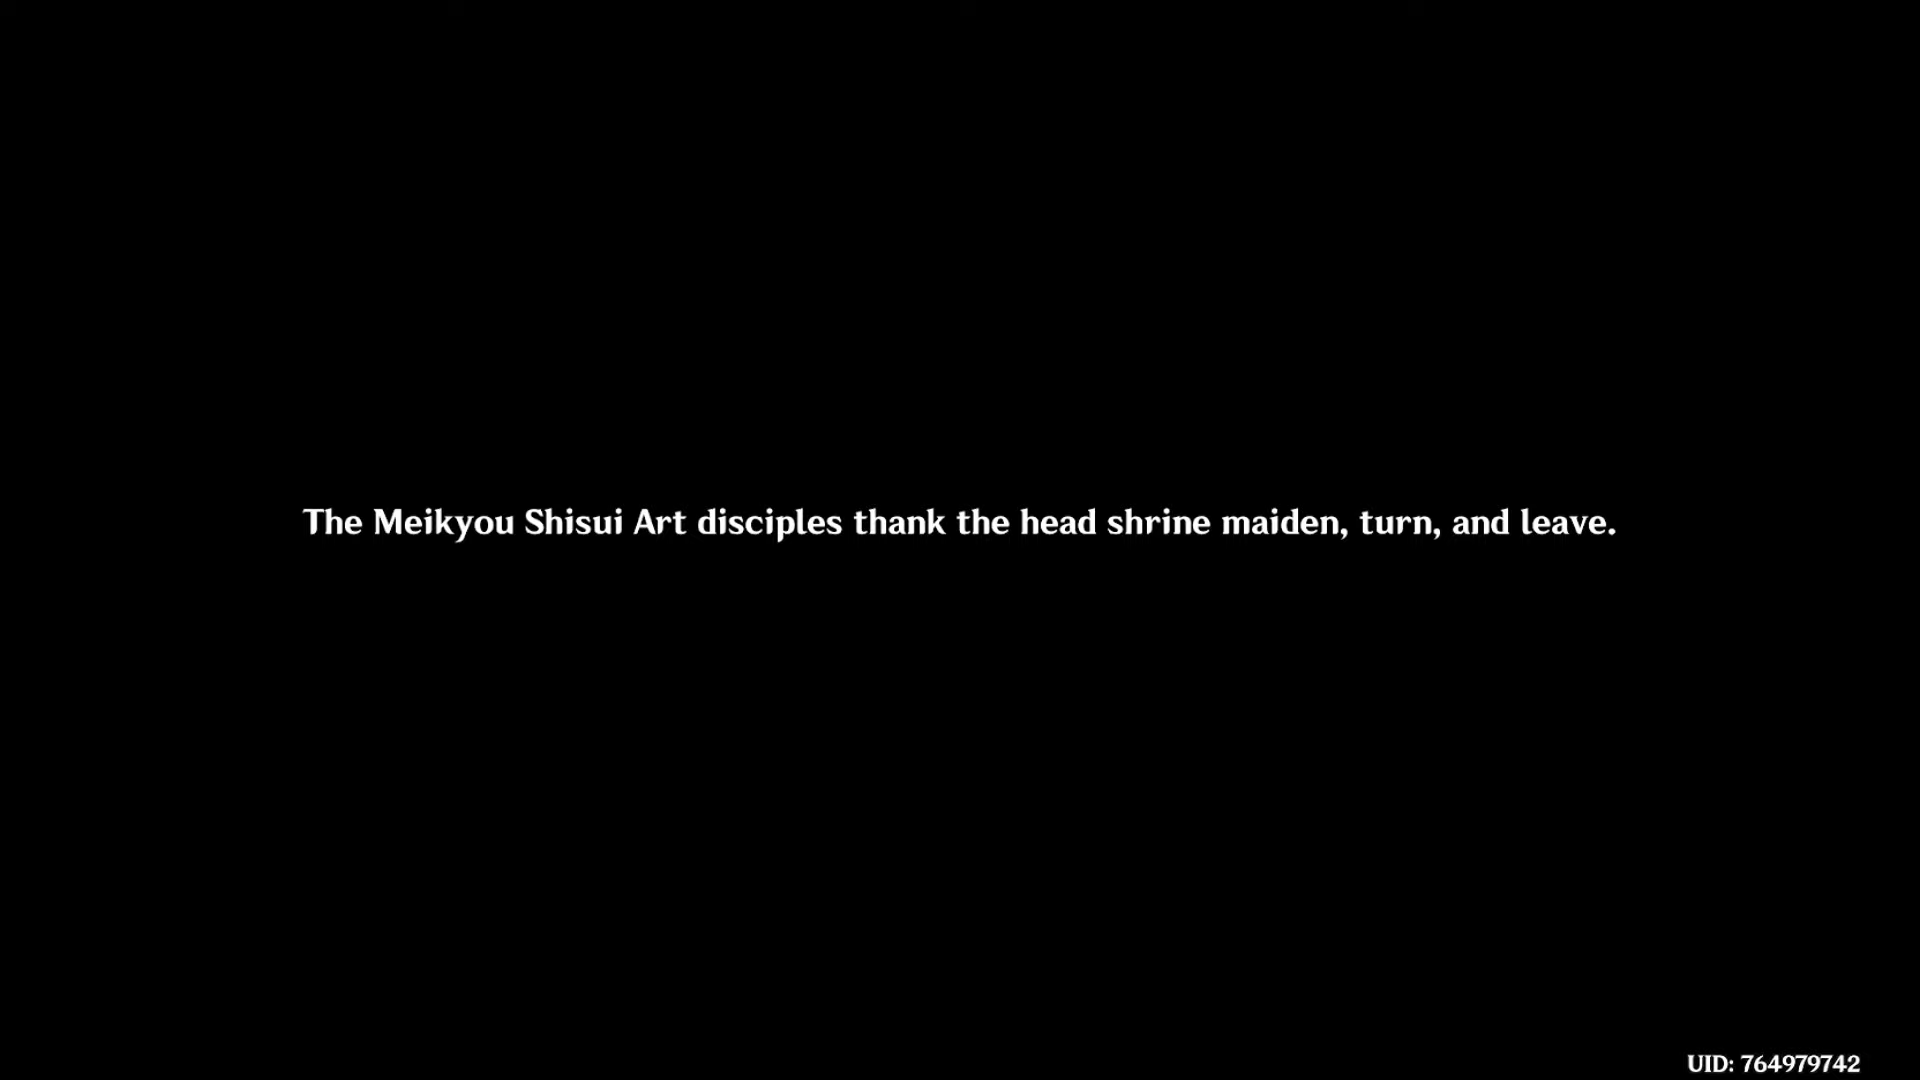 The Meikyou Shisui Art disciples thank the head shrine maiden, turn, and leave.
UID: 764979742